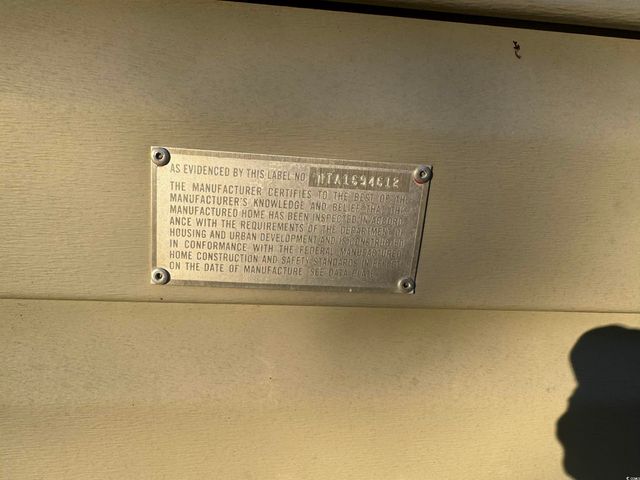 AS EVIDENCED BY THIS LABEL NO. NTA1694612
THE MANUFACTURER CERTIFIES TO THE BEST OF THE
MANUFACTURER'S KNOWLEDGE AND BELIEF THAT THIS
MANUFACTURED HOME HAS BEEN INSPECTED IN ACCORD-
ANCE WITH THE REQUIREMENTS OF THE DEPARTMENT OF
HOUSING AND URBAN DEVELOPMENT AND IS CONSTRUCTED
IN CONFORMANCE WITH THE FEDERAL MANUFACTURED
HOME CONSTRUCTION AND SAFETY STANDARDS IN EFFECT
ON THE DATE OF MANUFACTURE. SEE DATA PLATE.